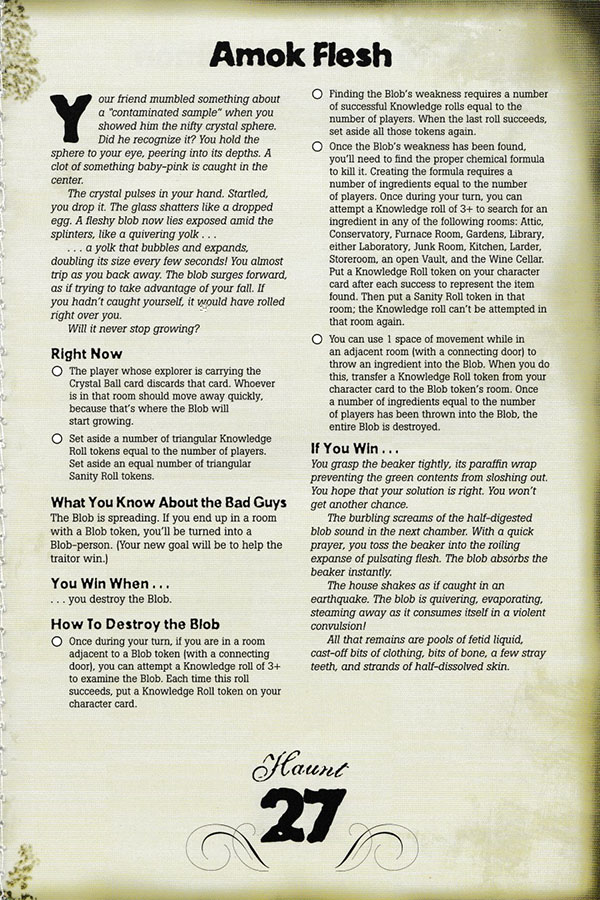 Amok Flesh
Your friend mumbled something about
a "contaminated sample" when you
showed him the nifty crystal sphere.
Did he recognize it? You hold the
sphere to your eye, peering into its depths. A
clot of something baby-pink is caught in the
center.
The crystal pulses in your hand. Startled,
you drop it. The glass shatters like a dropped
egg. A fleshy blob now lies exposed amid the
splinters, like a quivering yolk . . .
. . . a yolk that bubbles and expands,
doubling its size every few seconds! You almost
trip as you back away. The blob surges forward,
as if trying to take advantage of your fall. If
you hadn't caught yourself, it would have rolled
right over you.
Will it never stop growing?
Right Now
The player whose explorer is carrying the
Crystal Ball card discards that card. Whoever
is in that room should move away quickly,
because that's where the Blob will
start growing.
Set aside a number of triangular Knowledge
Roll tokens equal to the number of players.
Set aside an equal number of triangular
Sanity Roll tokens.
What You Know About the Bad Guys
The Blob is spreading. If you end up in a room
with a Blob token, you'll be turned into a
Blob-person. (Your new goal will be to help the
traitor win.)
You Win When . . .
. . . you destroy the Blob.
How To Destroy the Blob
Once during your turn, if you are in a room
adjacent to a Blob token (with a connecting
door), you can attempt a Knowledge roll of 3+
to examine the Blob. Each time this roll
succeeds, put a Knowledge Roll token on your
character card.
Finding the Blob's weakness requires a number
of successful Knowledge rolls equal to the
number of players. When the last roll succeeds,
set aside all those tokens again.
Once the Blob's weakness has been found,
you'll need to find the proper chemical formula
to kill it. Creating the formula requires a
number of ingredients equal to the number
of players. Once during your turn, you can
attempt a Knowledge roll of 3+ to search for an
ingredient in any of the following rooms: Attic,
Conservatory, Furnace Room, Gardens, Library,
either Laboratory, Junk Room, Kitchen, Larder,
Storeroom, an open Vault, and the Wine Cellar.
Put a Knowledge Roll token on your character
card after each success to represent the item
found. Then put a Sanity Roll token in that
room; the Knowledge roll can't be attempted in
that room again.
You can use 1 space of movement while in
an adjacent room (with a connecting door) to
throw an ingredient into the Blob. When you do
this, transfer a Knowledge Roll token from your
character card to the Blob token's room. Once
a number of ingredients equal to the number
of players has been thrown into the Blob, the
entire Blob is destroyed.
If You Win . . .
You grasp the beaker tightly, its paraffin wrap
preventing the green contents from sloshing out.
You hope that your solution is right. You won't
get another chance.
The burbling screams of the half-digested
blob sound in the next chamber. With a quick
prayer, you toss the beaker into the roiling
expanse of pulsating flesh. The blob absorbs the
beaker instantly.
The house shakes as if caught in an
earthquake. The blob is quivering, evaporating,
steaming away as it consumes itself in a violent
convulsion!
All that remains are pools of fetid liquid,
cast-off bits of clothing, bits of bone, a few stray
teeth, and strands of half-dissolved skin.
Haunt
27